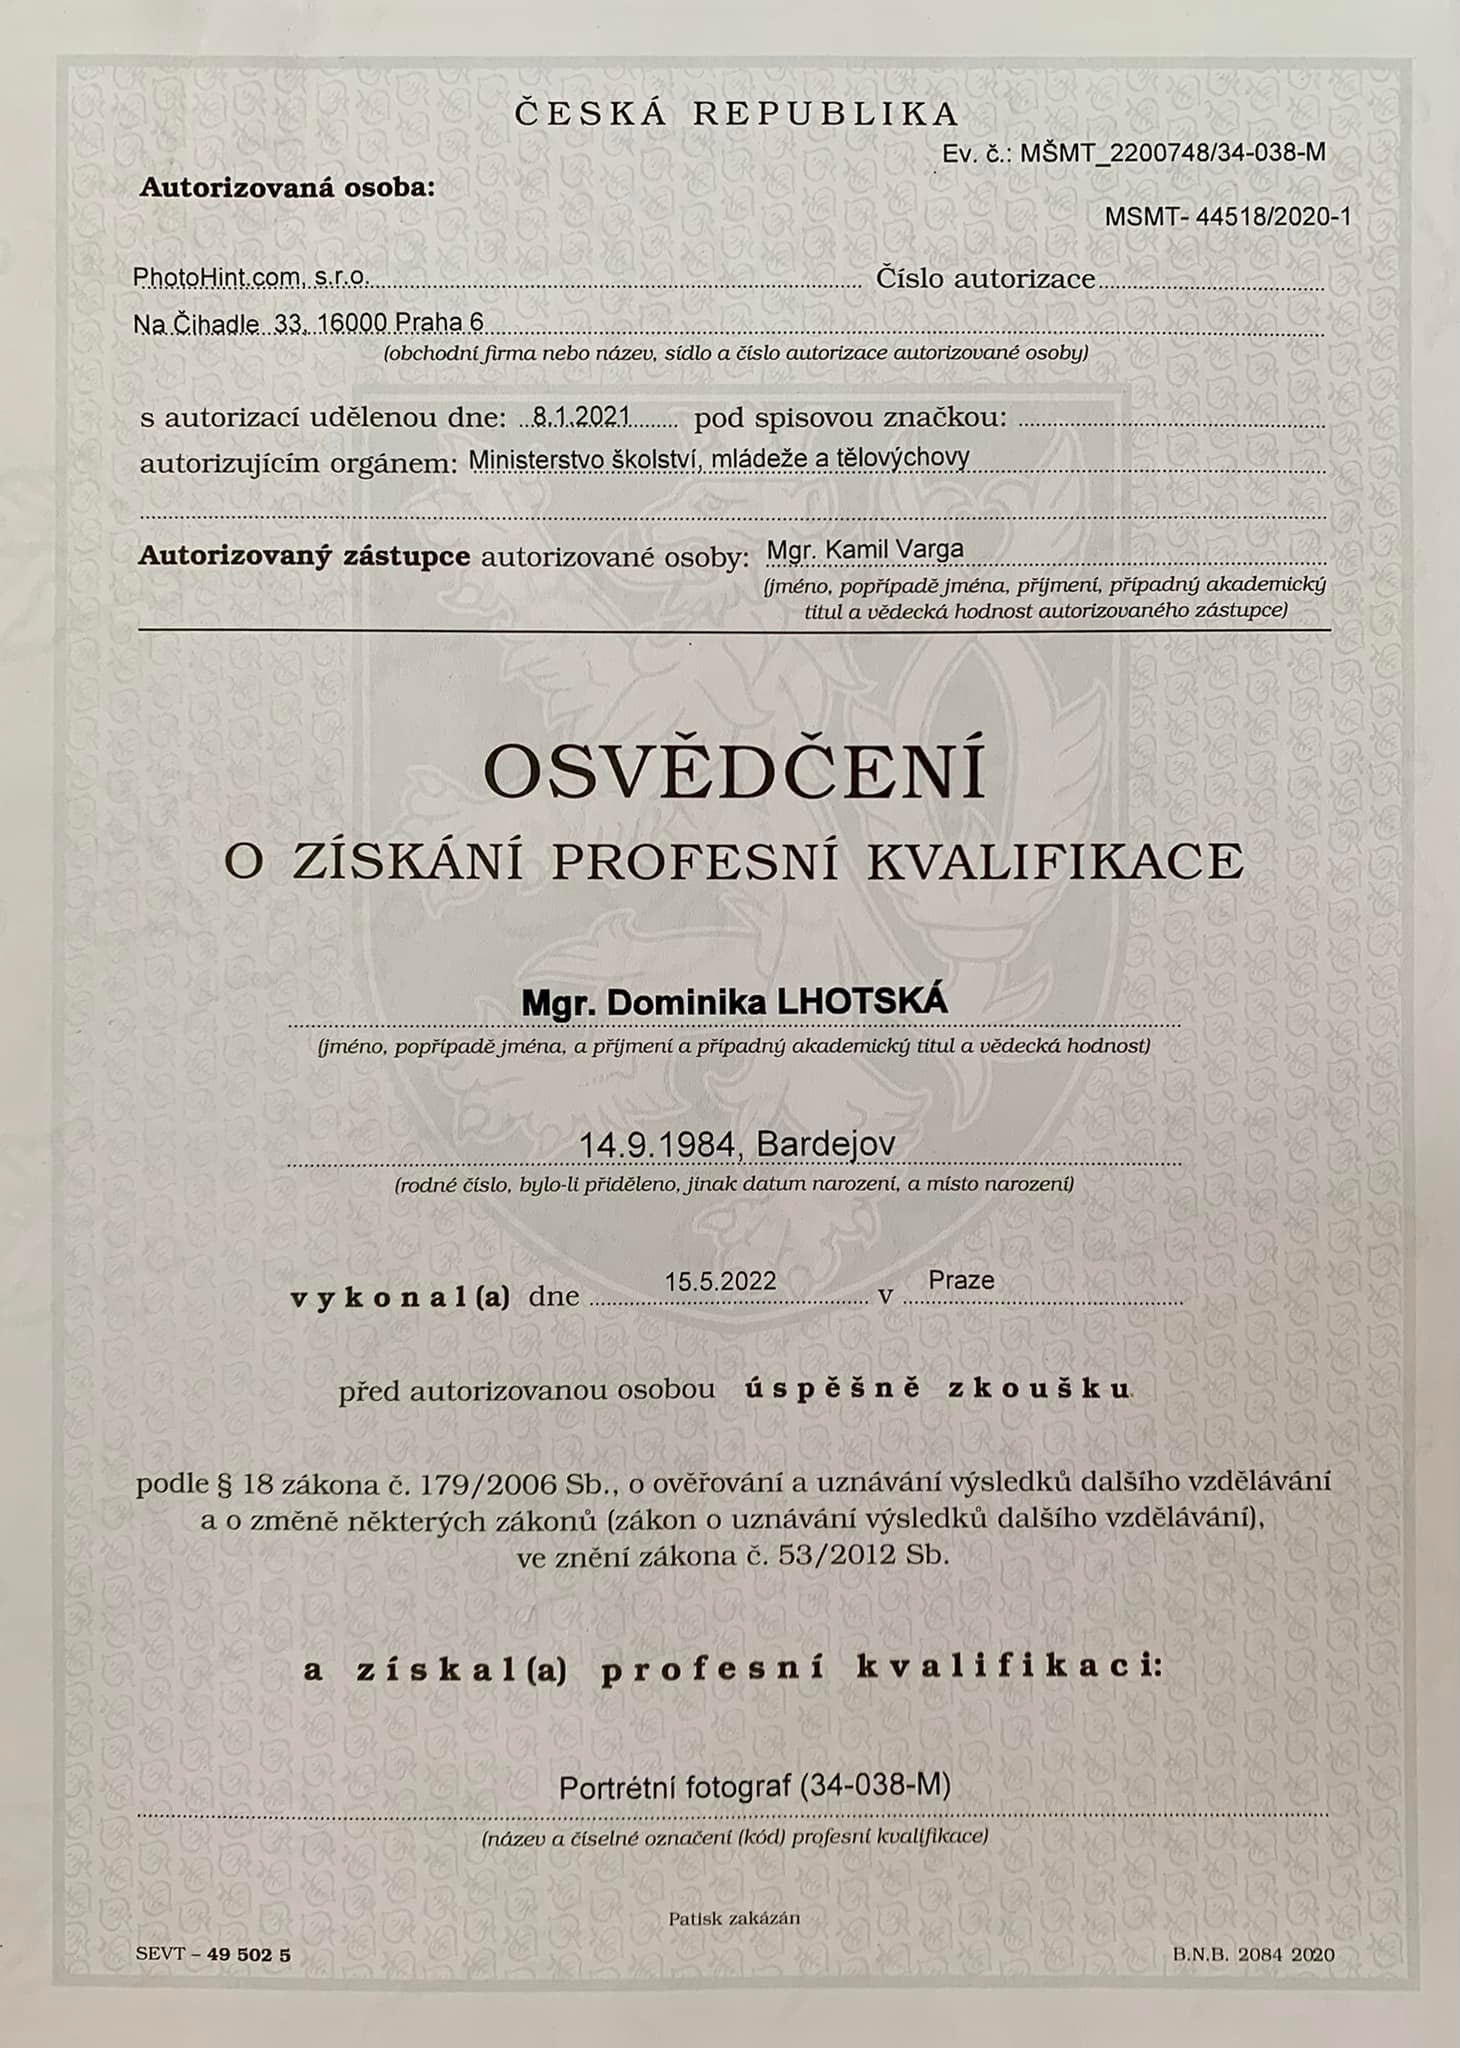 ČESKÁ REPUBLIKA
Ev. č.: MŠMT_2200748/34-038-M
Autorizovaná osoba:
MSMT- 44518/2020-1
PhotoHint.com, s.r.o. Číslo autorizace
Na Čihadle 33, 16000 Praha 6
(obchodní firma nebo název, sídlo a číslo autorizace autorizované osoby)
s autorizací udělenou dne: 8.1.2021 pod spisovou značkou:
autorizujícím orgánem: Ministerstvo školství, mládeže a tělovýchovy
Autorizovaný zástupce autorizované osoby: Mgr. Kamil Varga
(jméno, popřípadě jména, příjmení, případný akademický
titul a vědecká hodnost autorizovaného zástupce)
OSVĚDČENÍ
O ZÍSKÁNÍ PROFESNÍ KVALIFIKACE
Mgr. Dominika LHOTSKÁ
(jméno, popřípadě jména, a příjmení a případný akademický titul a vědecká hodnost)
14.9.1984, Bardejov
(rodné číslo, bylo-li přiděleno, jinak datum narození, a místo narození)
vykonal(a) dne 15.5.2022 v Praze
před autorizovanou osobou úspěšně zkoušku
podle § 18 zákona č. 179/2006 Sb., o ověřování a uznávání výsledků dalšího vzdělávání
a o změně některých zákonů (zákon o uznávání výsledků dalšího vzdělávání),
ve znění zákona č. 53/2012 Sb.
a získal(a) profesní kvalifikaci:
Portrétní fotograf (34-038-M)
(název a číselné označení (kód) profesní kvalifikace)
Patisk zakázán
SEVT – 49 502 5 B.N.B. 2084 2020